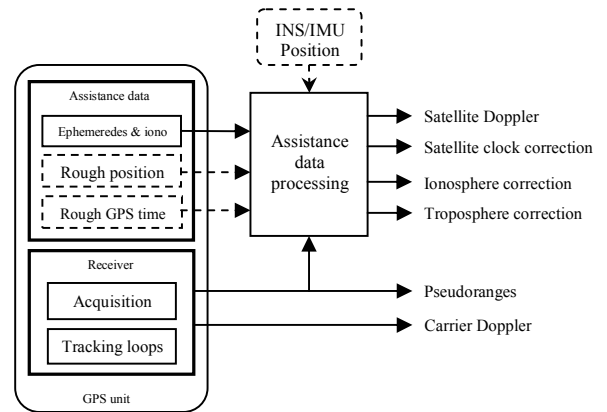 INS/IMU
Position
Assistance data
Ephemeredes & iono
Rough position
Rough GPS time
Assistance
data
processing
Satellite Doppler
Satellite clock correction
Ionosphere correction
Troposphere correction
Receiver
Acquisition
Tracking loops
Pseudoranges
Carrier Doppler
GPS unit